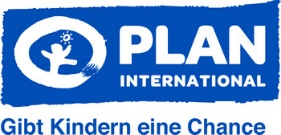 PLAN
INTERNATIONAL
Gibt Kindern eine Chance